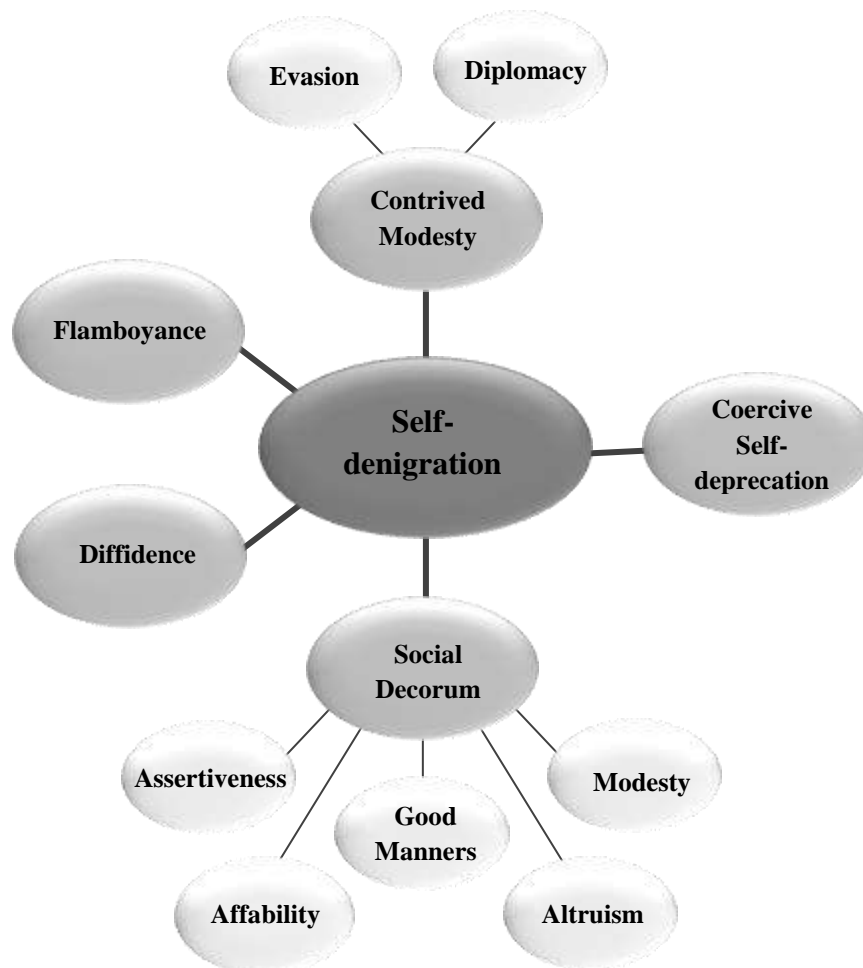 Evasion
Diplomacy
Contrived
Modesty
Flamboyance
Self-
denigration
Coercive
Self-
deprecation
Diffidence
Social
Decorum
Assertiveness
Modesty
Good
Manners
Affability
Altruism